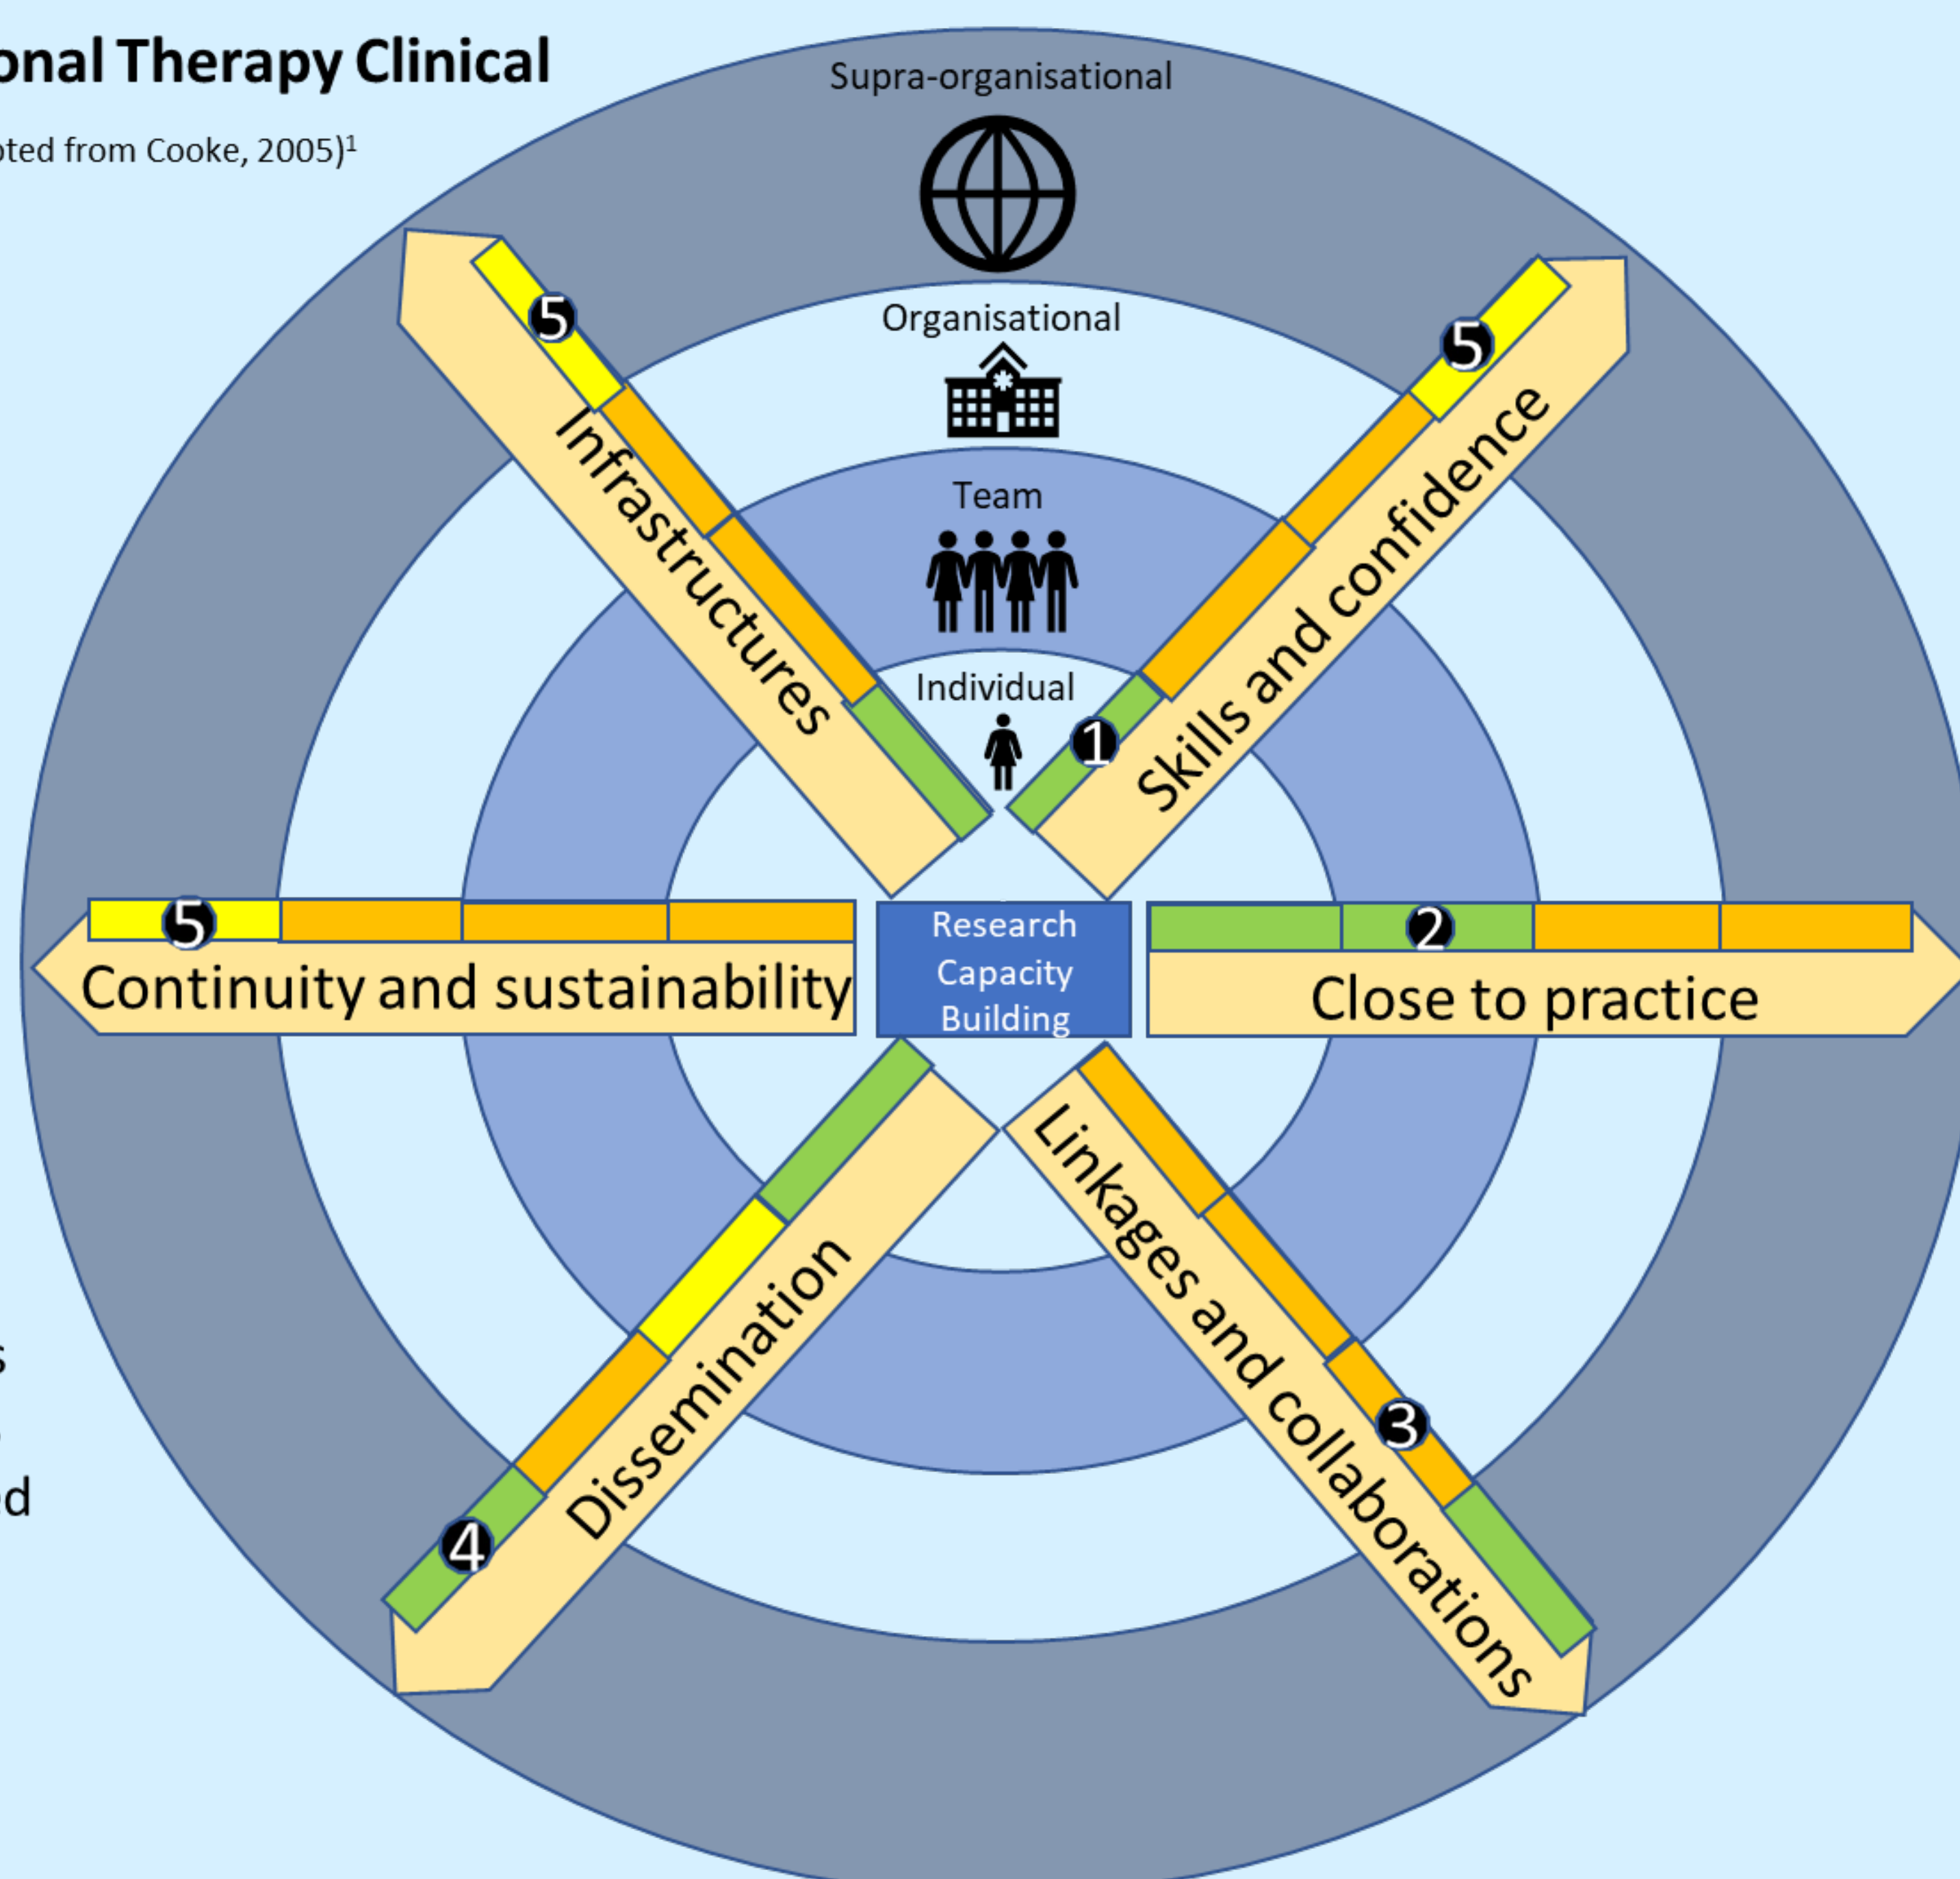 onal Therapy Clinical
pted from Cooke, 2005)¹
Supra-organisational
Organisational
Team
Individual
5
Infrastructures
5
1
Skills and confidence
5
Continuity and sustainability
Research
Capacity
Building
2
Close to practice
4
Dissemination
3
Linkages and collaborations
s
d